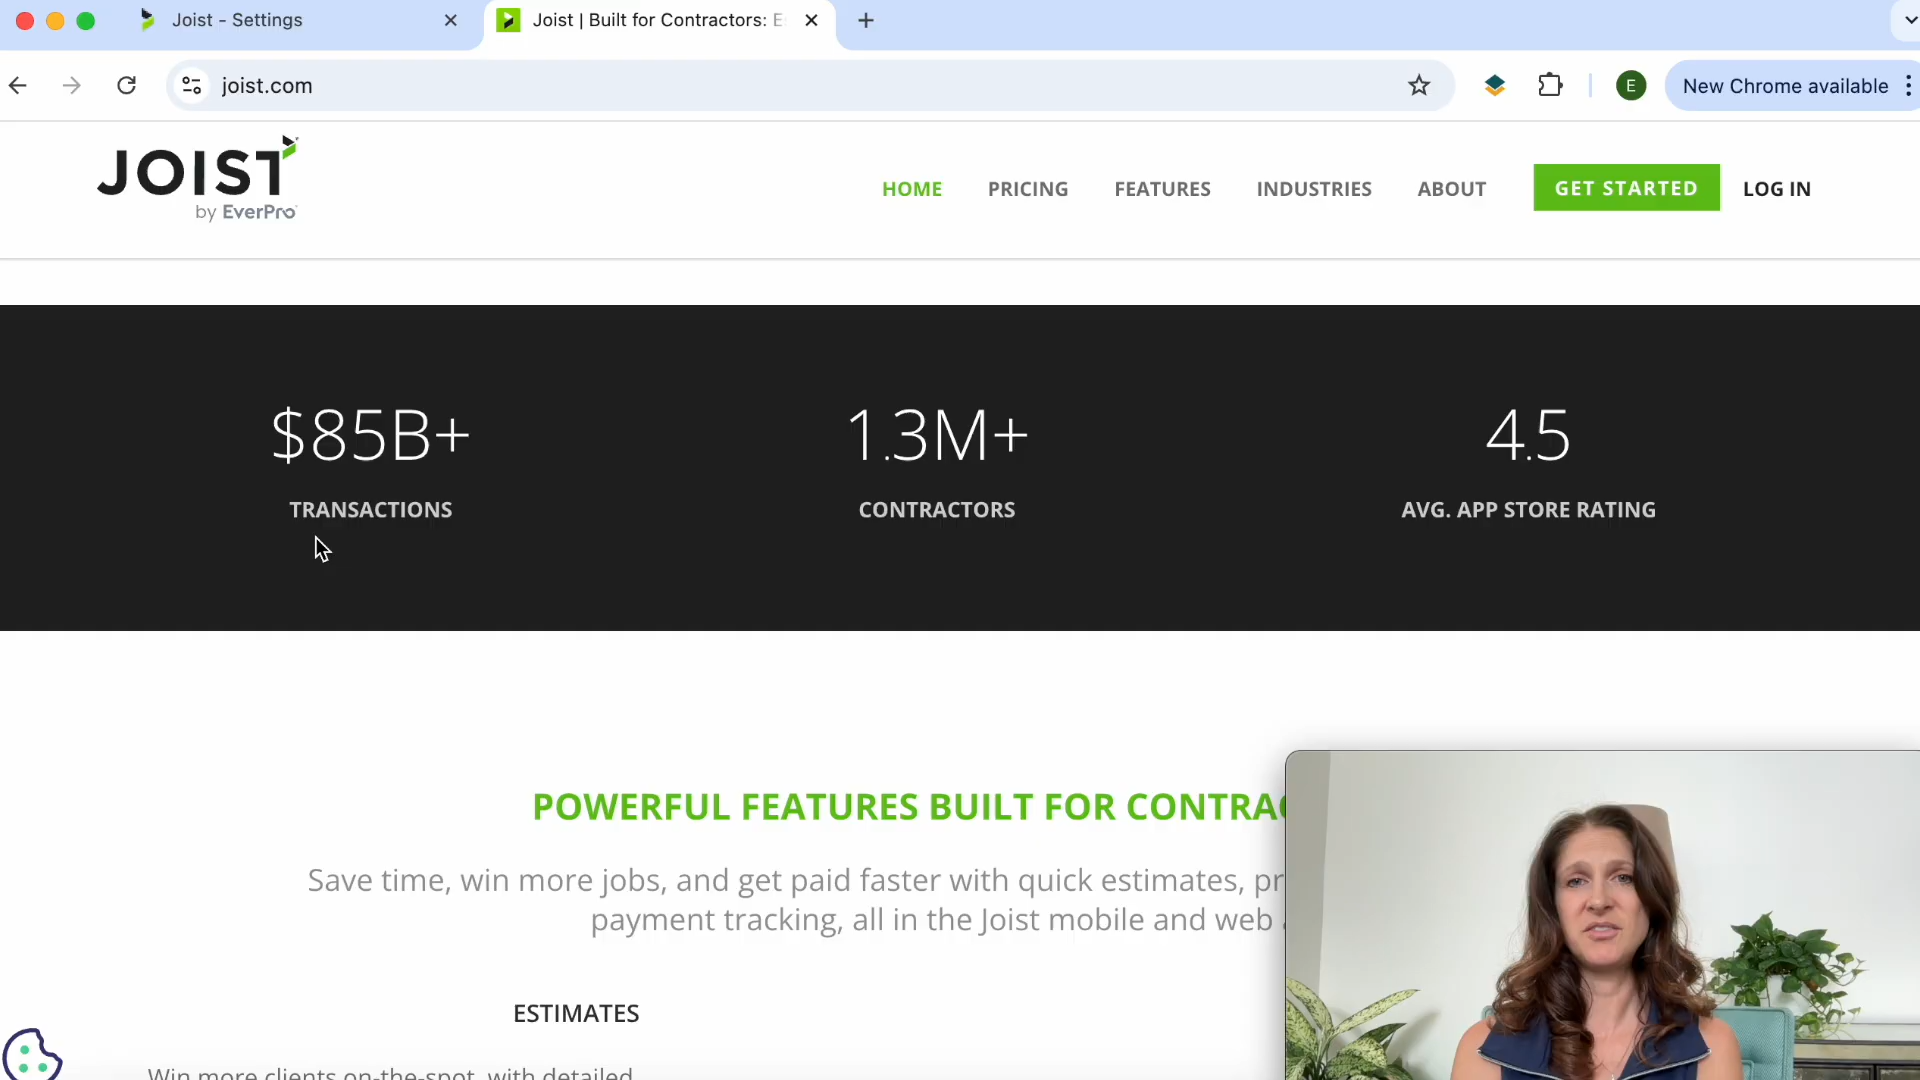 Joist - Settings
Joist | Built for Contractors: E
joist.com
E
New Chrome available
JOIST
by EverPro
HOME
PRICING
FEATURES
INDUSTRIES
ABOUT
GET STARTED
LOG IN
$85B+
1.3M+
4.5
TRANSACTIONS
CONTRACTORS
AVG. APP STORE RATING
POWERFUL FEATURES BUILT FOR CONTRAC
Save time, win more jobs, and get paid faster with quick estimates, pr
payment tracking, all in the Joist mobile and web
ESTIMATES
Win more clients on-the-spot, with detailed